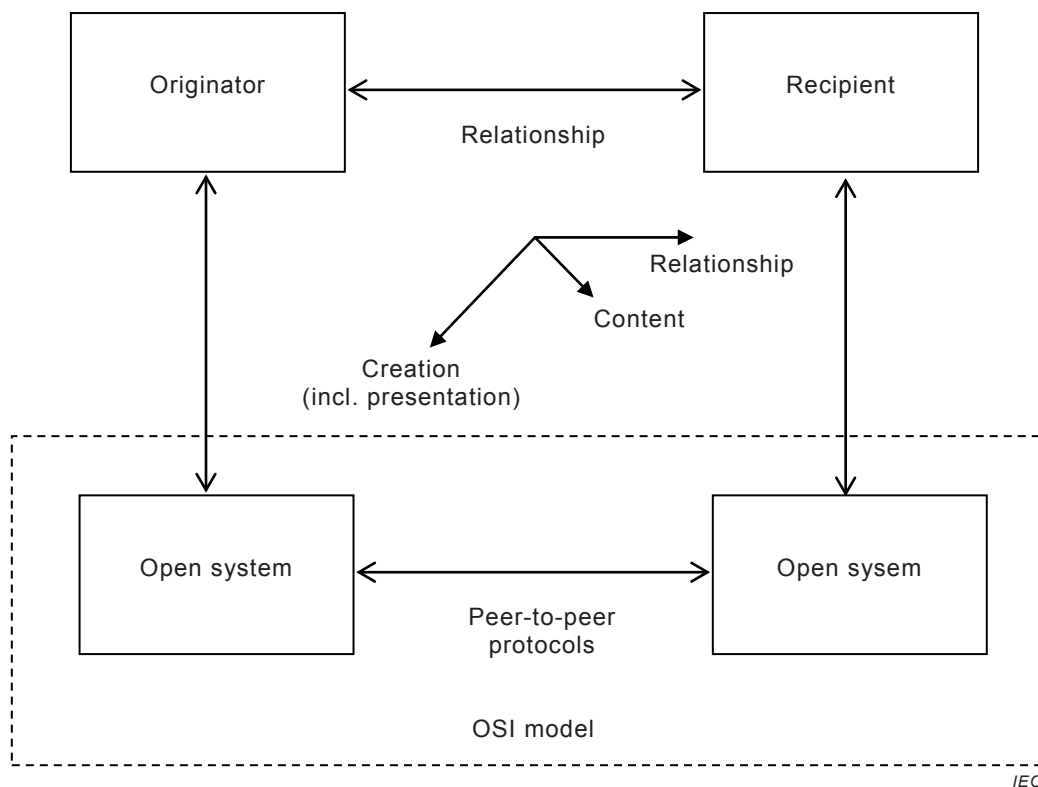 Originator
Recipient
Relationship
Relationship
Content
Creation
(incl. presentation)
Open system
Open sysem
Peer-to-peer
protocols
OSI model
IEC